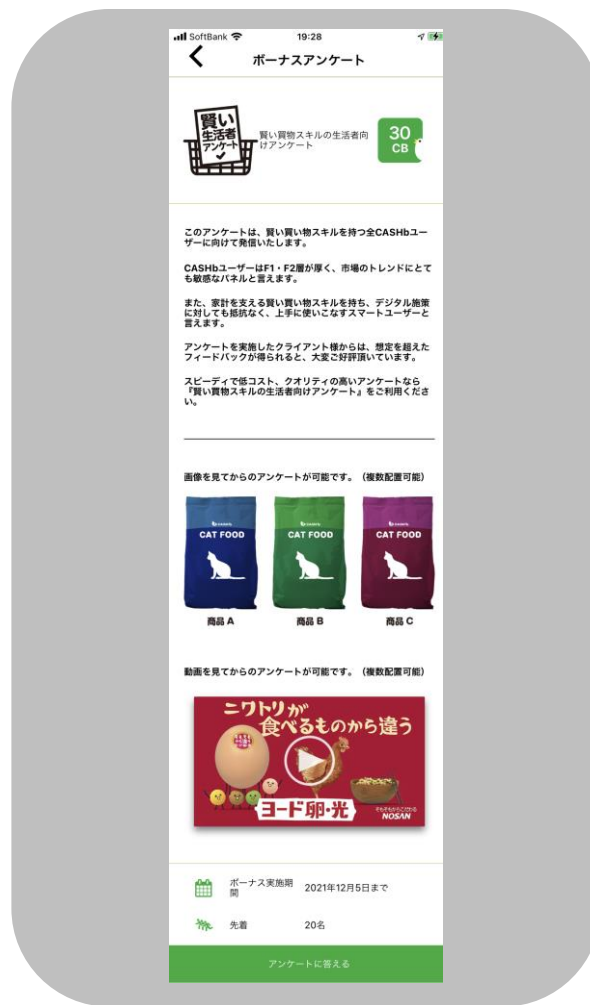 SoftBank 19:28
ボーナスアンケート
賢い
生活者
アンケート
賢い買物スキルの生活者向
けアンケート
30
CB
このアンケートは、賢い買い物スキルを持つ全CASHbユー
ザーに向けて発信いたします。
CASHbユーザーはF1・F2層が厚く、市場のトレンドにとて
も敏感なパネルと言えます。
また、家計を支える賢い買い物スキルを持ち、デジタル施策
に対しても抵抗なく、上手に使いこなすスマートユーザーと
言えます。
アンケートを実施したクライアント様からは、想定を超えた
フィードバックが得られると、大変ご好評頂いています。
スピーディで低コスト、クオリティの高いアンケートなら
『賢い買物スキルの生活者向けアンケート』をご利用くださ
い。
画像を見てからのアンケートが可能です。（複数配置可能）
CAT FOOD
CAT FOOD
CAT FOOD
商品 A
商品 B
商品 C
動画を見てからのアンケートが可能です。（複数配置可能）
ニワトリが
食べるものから違う
ヨード卵・光
そもそもからこだわる
NOSAN
ボーナス実施期
間
2021年12月5日まで
先着
20名
アンケートに答える